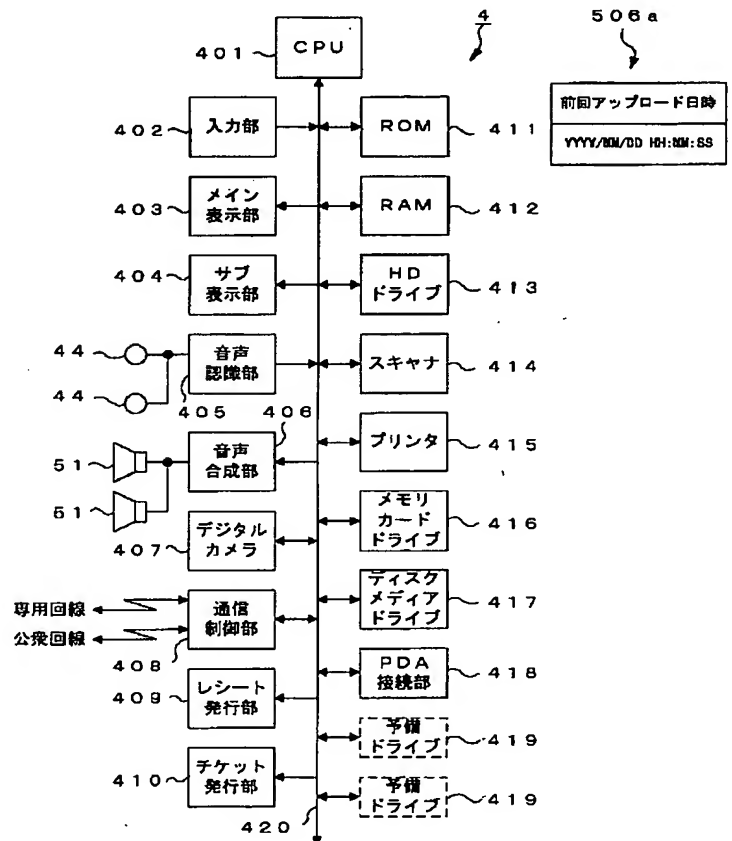 4
506a
401
CPU
前回アップロード日時
YYYY/MM/DD HH:MM:SS
402
入力部
ROM
411
403
メイン
表示部
RAM
412
404
サブ
表示部
HD
ドライブ
413
44
44
音声
認識部
405
スキャナ
414
406
51
51
音声
合成部
プリンタ
415
407
デジタル
カメラ
メモリ
カード
ドライブ
416
専用回線
公衆回線
通信
制御部
408
ディスク
メディア
ドライブ
417
409
レシート
発行部
PDA
接続部
418
予備
ドライブ
419
410
チケット
発行部
予備
ドライブ
419
420